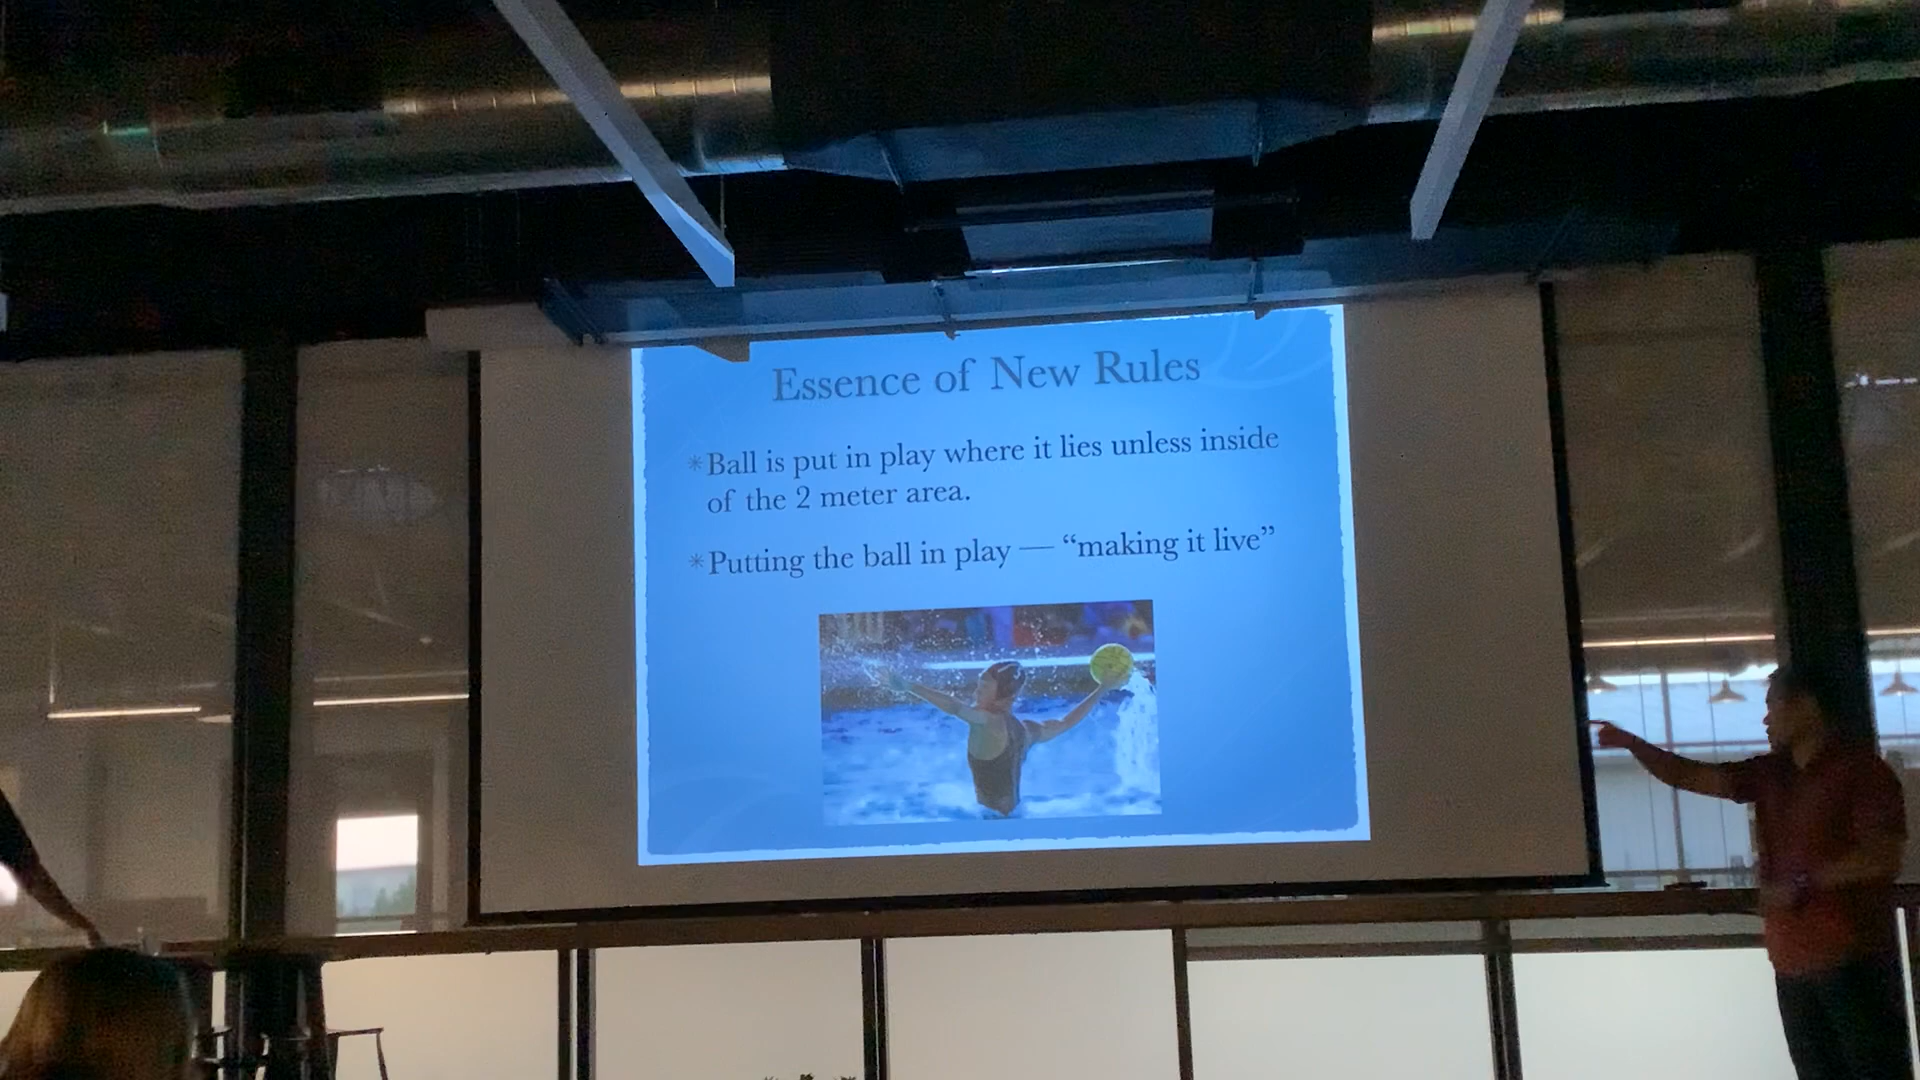 Essence of New Rules
*Ball is put in play where it lies unless inside
of the 2 meter area.
*Putting the ball in play — “making it live”